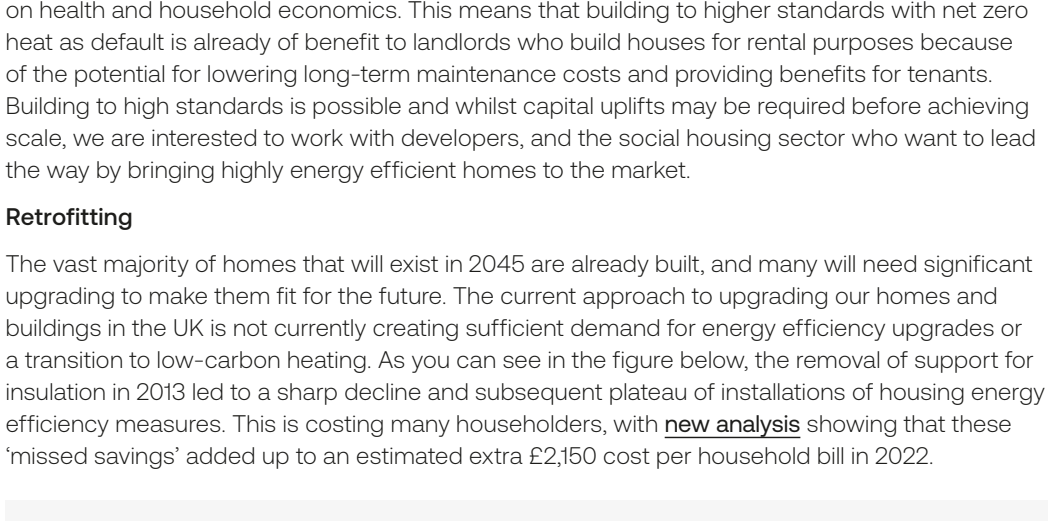 on health and household economics. This means that building to higher standards with net zero
heat as default is already of benefit to landlords who build houses for rental purposes because
of the potential for lowering long-term maintenance costs and providing benefits for tenants.
Building to high standards is possible and whilst capital uplifts may be required before achieving
scale, we are interested to work with developers, and the social housing sector who want to lead
the way by bringing highly energy efficient homes to the market.
Retrofitting
The vast majority of homes that will exist in 2045 are already built, and many will need significant
upgrading to make them fit for the future. The current approach to upgrading our homes and
buildings in the UK is not currently creating sufficient demand for energy efficiency upgrades or
a transition to low-carbon heating. As you can see in the figure below, the removal of support for
insulation in 2013 led to a sharp decline and subsequent plateau of installations of housing energy
efficiency measures. This is costing many householders, with new analysis showing that these
‘missed savings’ added up to an estimated extra £2,150 cost per household bill in 2022.